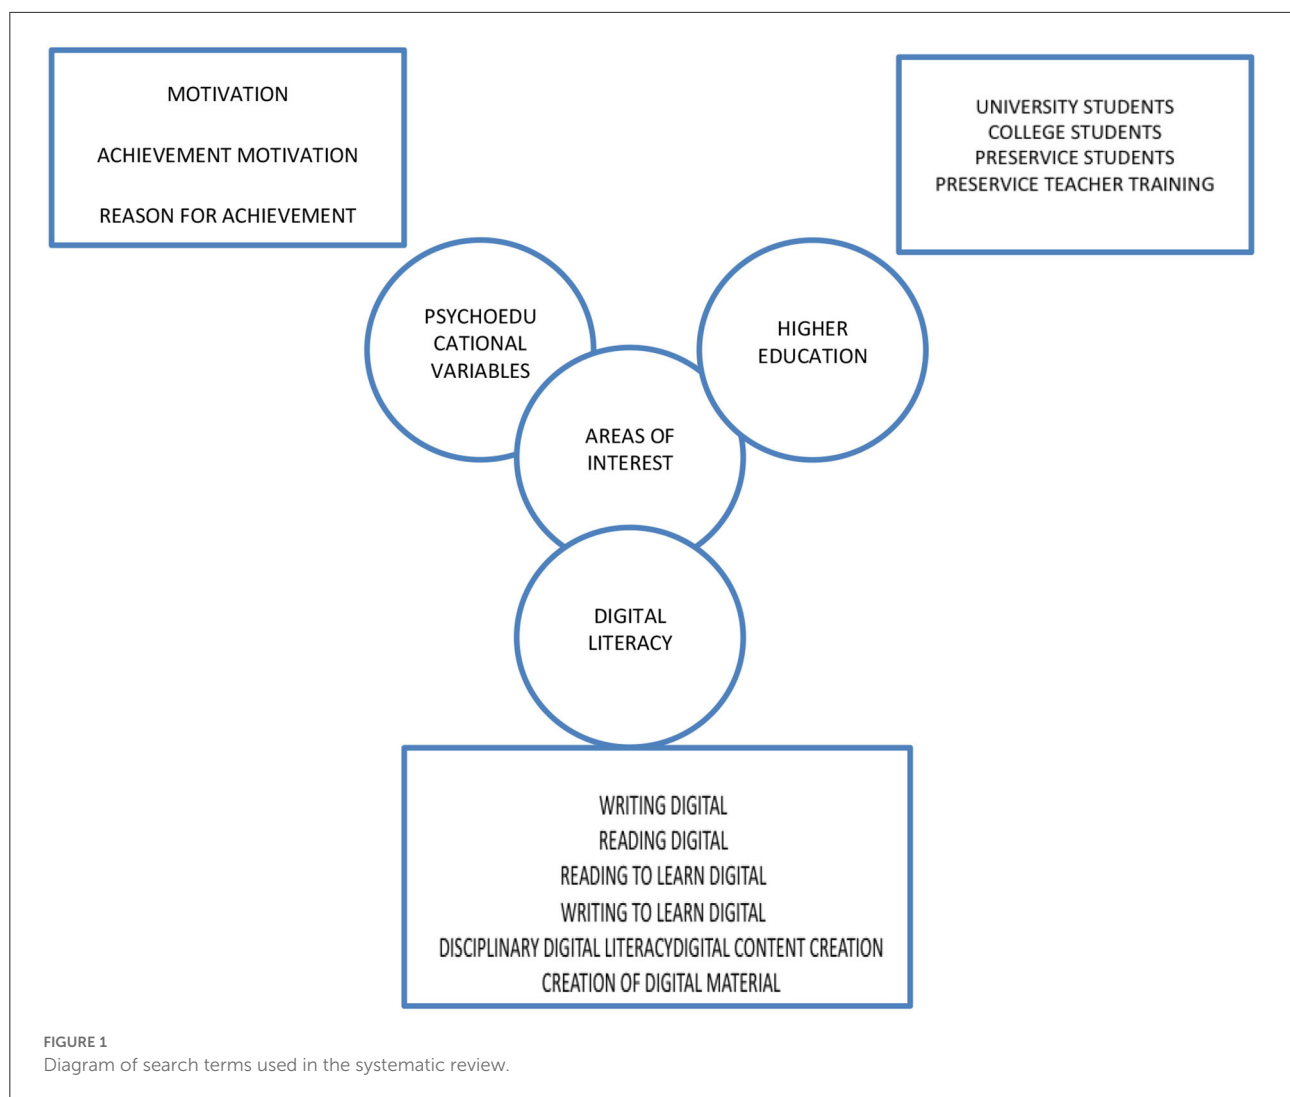 MOTIVATION
ACHIEVEMENT MOTIVATION
REASON FOR ACHIEVEMENT
UNIVERSITY STUDENTS
COLLEGE STUDENTS
PRESERVICE STUDENTS
PRESERVICE TEACHER TRAINING
PSYCHOEDU
CATIONAL
VARIABLES
HIGHER
EDUCATION
AREAS OF
INTEREST
DIGITAL
LITERACY
WRITING DIGITAL
READING DIGITAL
READING TO LEARN DIGITAL
WRITING TO LEARN DIGITAL
DISCIPLINARY DIGITAL LITERACYDIGITAL CONTENT CREATION
CREATION OF DIGITAL MATERIAL
FIGURE 1
Diagram of search terms used in the systematic review.